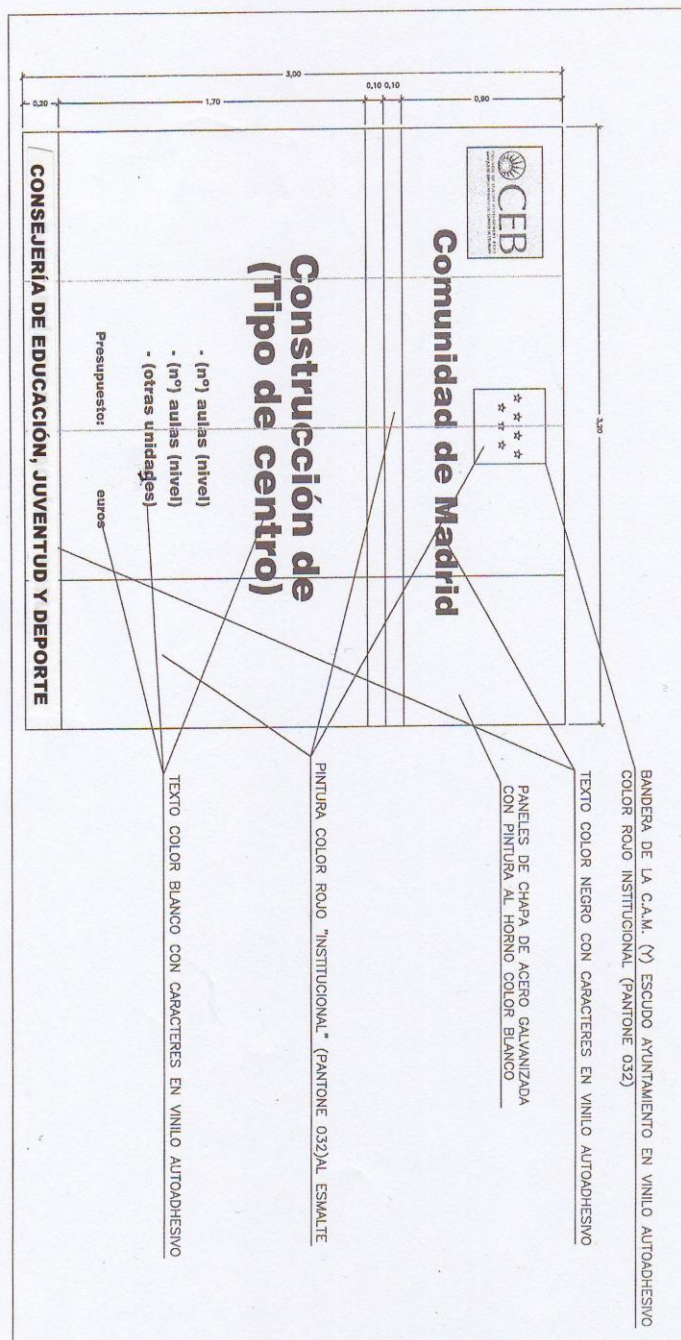 3,00
0,20
1,70
0,10
0,10
0,90
3,20
CEB
Comunidad de Madrid
Construcción de
(Tipo de centro)
- (nº) aulas (nivel)
- (nº) aulas (nivel)
- (otras unidades)
Presupuesto: euros
CONSEJERÍA DE EDUCACIÓN, JUVENTUD Y DEPORTE
BANDERA DE LA C.A.M. (Y) ESCUDO AYUNTAMIENTO EN VINILO AUTOADHESIVO
COLOR ROJO INSTITUCIONAL (PANTONE 032)
TEXTO COLOR NEGRO CON CARACTERES EN VINILO AUTOADHESIVO
PANELES DE CHAPA DE ACERO GALVANIZADA
CON PINTURA AL HORNO COLOR BLANCO
PINTURA COLOR ROJO "INSTITUCIONAL" (PANTONE 032)AL ESMALTE
TEXTO COLOR BLANCO CON CARACTERES EN VINILO AUTOADHESIVO